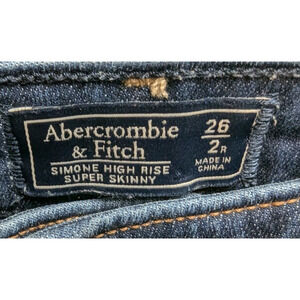 Abercrombie
& Fitch
SIMONE HIGH RISE
SUPER SKINNY
26
2R
MADE IN
CHINA